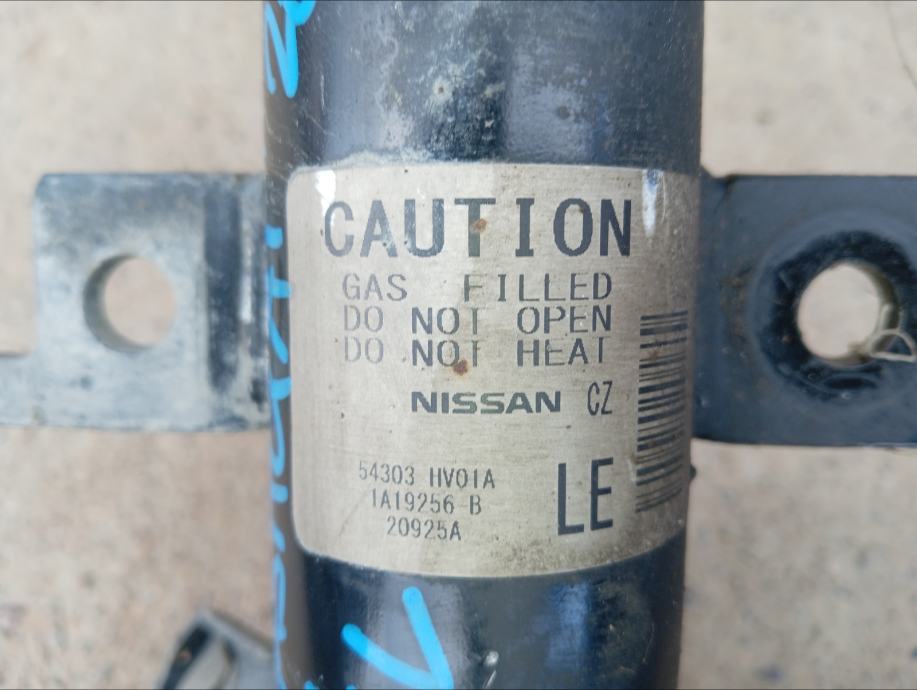 CAUTION
GAS FILLED
DO NOT OPEN
DO NOT HEAT
NISSAN CZ
54303 HV01A
1A19256-B
20925A
LE